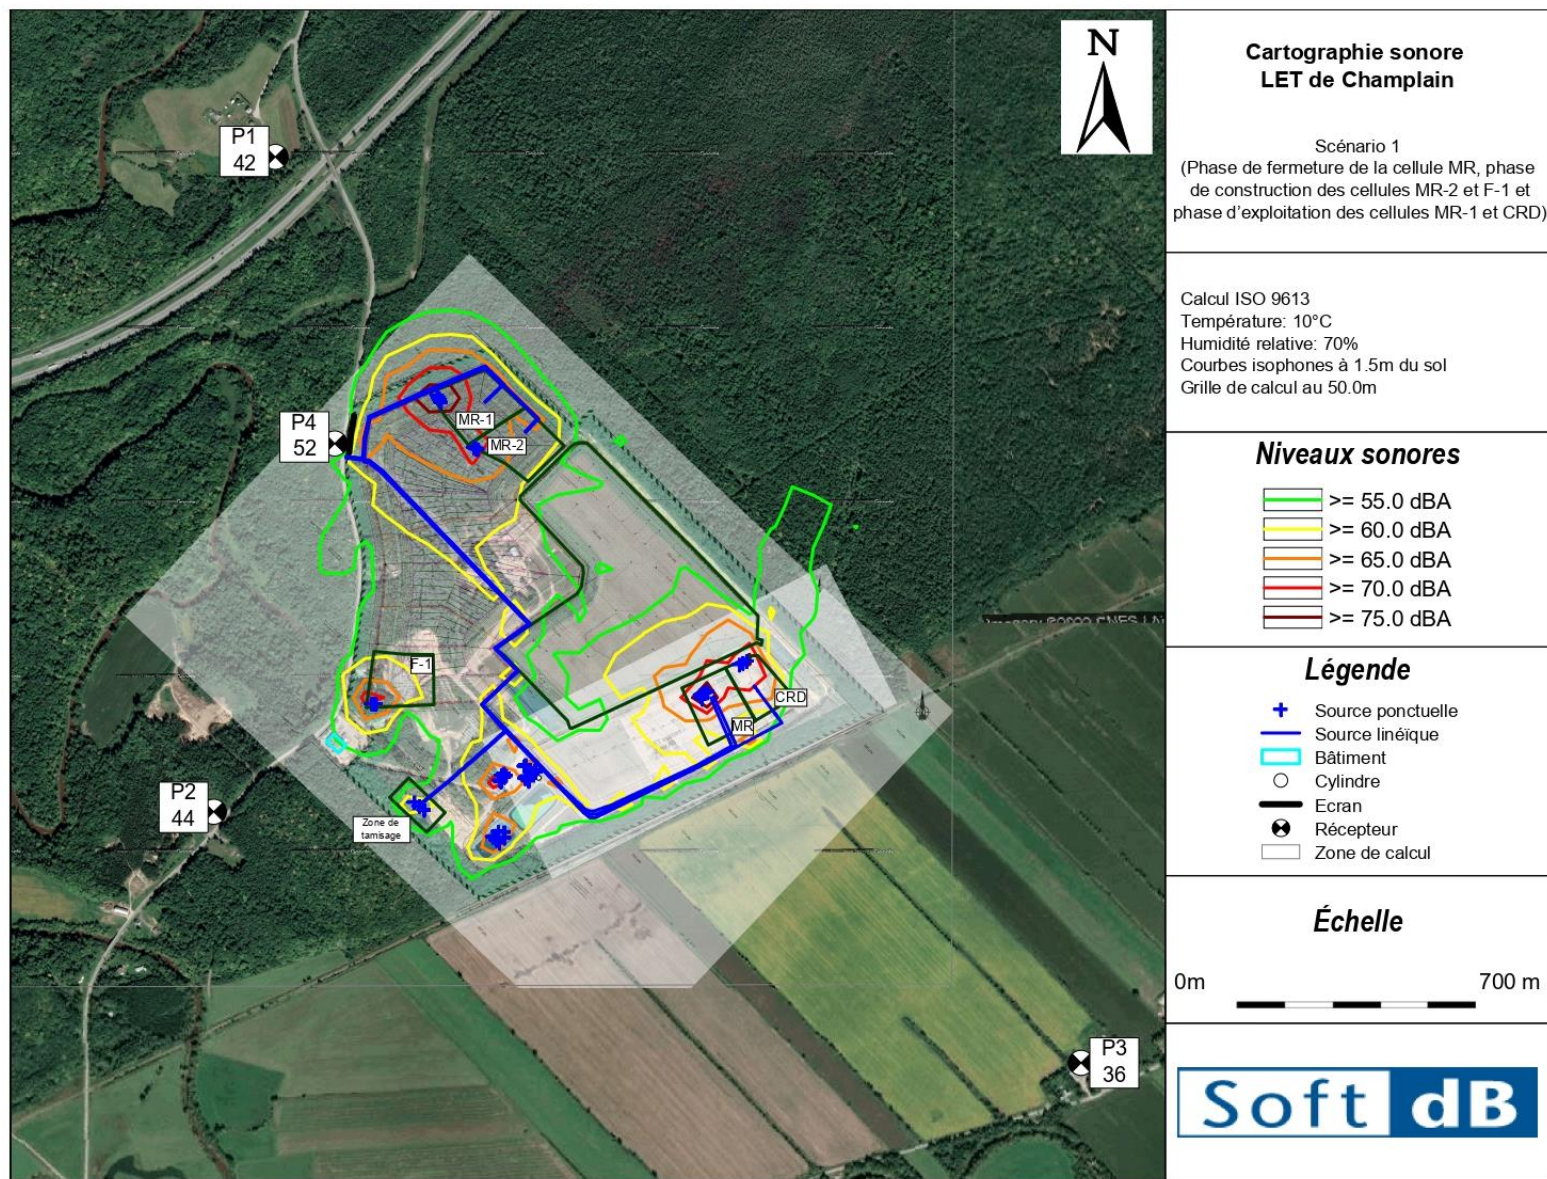 P1
42
P4
52
P2
44
P3
36
MR-1
MR-2
F-1
CRD
MR
Zone de
tamisage
N
Cartographie sonore
LET de Champlain
Scénario 1
(Phase de fermeture de la cellule MR, phase
de construction des cellules MR-2 et F-1 et
phase d'exploitation des cellules MR-1 et CRD)
Calcul ISO 9613
Température: 10°C
Humidité relative: 70%
Courbes isophones à 1.5m du sol
Grille de calcul au 50.0m
Niveaux sonores
>= 55.0 dBA
>= 60.0 dBA
>= 65.0 dBA
>= 70.0 dBA
>= 75.0 dBA
Légende
Source ponctuelle
Source linéïque
Bâtiment
Cylindre
Ecran
Récepteur
Zone de calcul
Échelle
0m 700 m
Soft dB